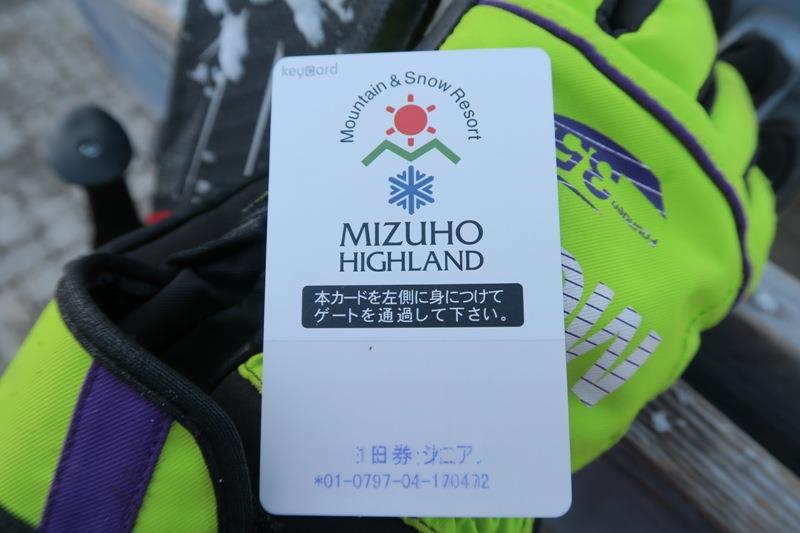 keycard
Mountain & Snow Resort
MIZUHO
HIGHLAND
本カードを左側に身につけて
ゲートを通過して下さい。
1日券 シニア
*01-0797-04-170472